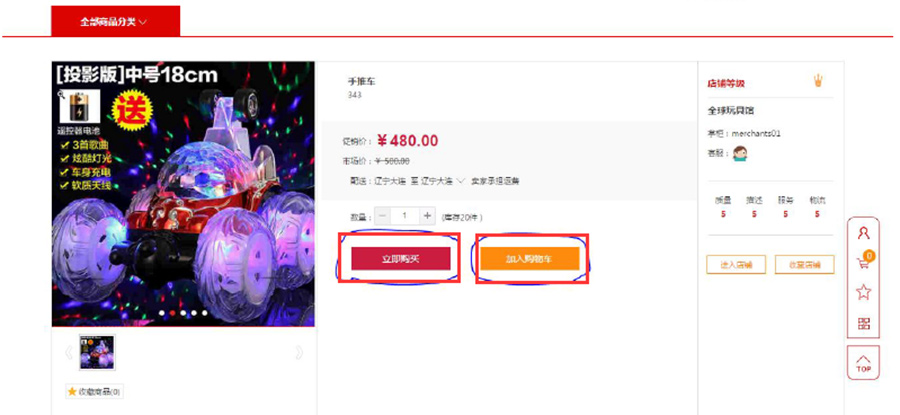 全部商品分类
[投影版]中号18cm
送
遥控器电池
3首歌曲
炫酷灯光
车身充电
软质天线
收藏商品(0)
手推车
343
促销价：￥480.00
市场价：￥500.00
配送：辽宁大连 至 辽宁大连 卖家承担运费
数量： － 1 + (库存20件)
立即购买
加入购物车
店铺等级
全球玩具馆
掌柜：merchants01
客服：
质量 描述 服务 物流
5 5 5 5
进入店铺
收藏店铺
0
TOP